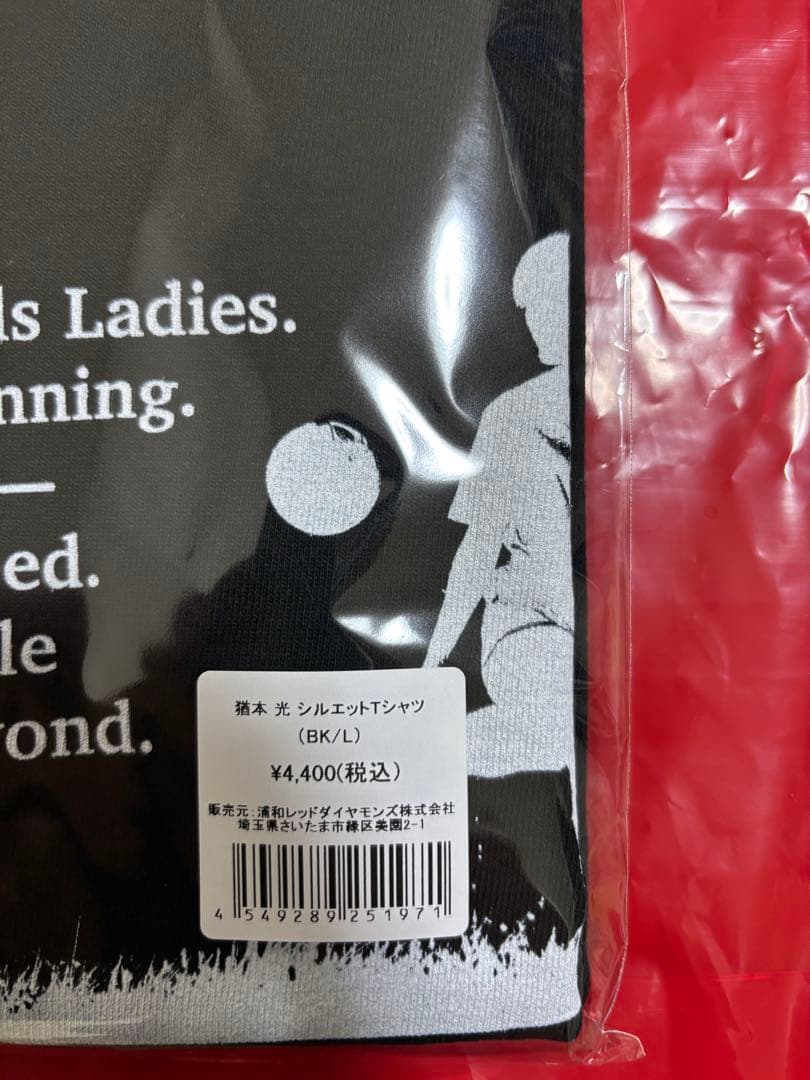 ls Ladies.
nning.
ed.
le
yond.
猶本 光 シルエットTシャツ
(BK/L)
¥4,400(税込)
販売元:浦和レッドダイヤモンズ株式会社
埼玉県さいたま市緑区美園2-1
4 549289 251971